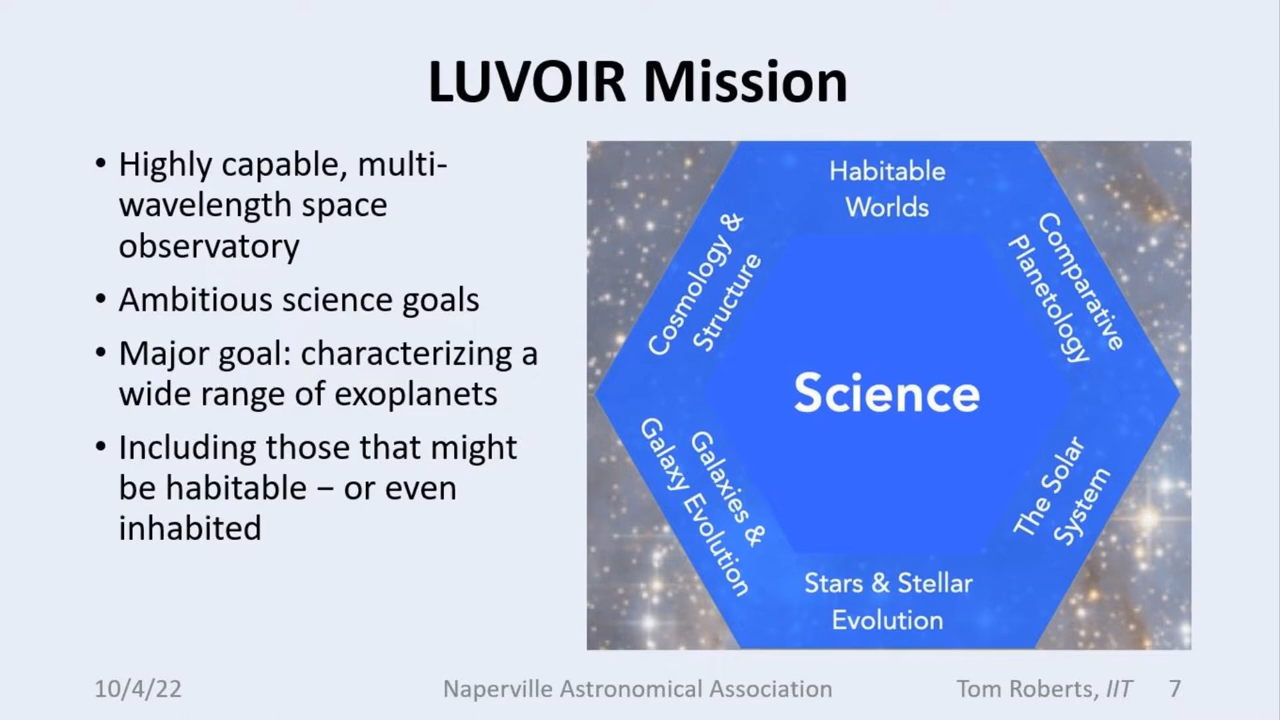 LUVOIR Mission
• Highly capable, multi-
wavelength space
observatory
• Ambitious science goals
• Major goal: characterizing a
wide range of exoplanets
• Including those that might
be habitable – or even
inhabited
Habitable
Worlds
Comparative
Planetology
The Solar
System
Stars & Stellar
Evolution
Galaxies &
Galaxy Evolution
Cosmology &
Structure
Science
10/4/22
Naperville Astronomical Association
Tom Roberts, IIT
7